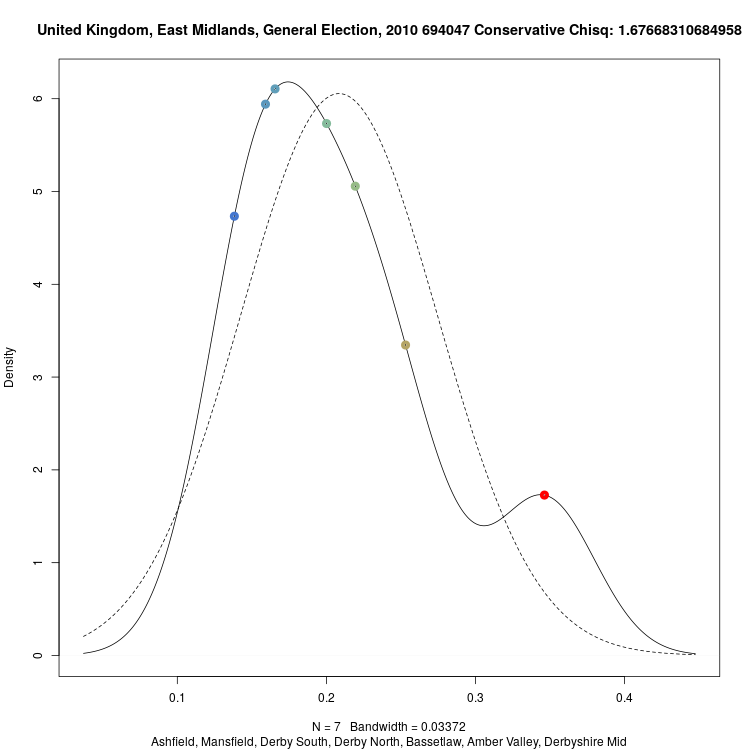 United Kingdom, East Midlands, General Election, 2010 694047 Conservative Chisq: 1.67668310684958
Density
6
5
4
3
2
1
0
0.1 0.2 0.3 0.4
N = 7 Bandwidth = 0.03372
Ashfield, Mansfield, Derby South, Derby North, Bassetlaw, Amber Valley, Derbyshire Mid